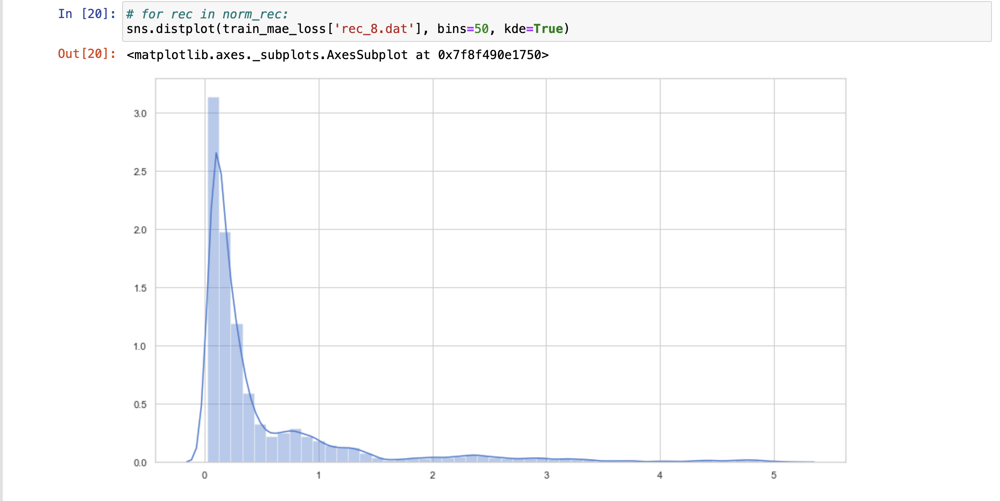 In [20]:
# for rec in norm_rec:
sns.distplot(train_mae_loss['rec_8.dat'], bins=50, kde=True)
Out[20]:
<matplotlib.axes._subplots.AxesSubplot at 0x7f8f490e1750>
3.0
2.5
2.0
1.5
1.0
0.5
0.0
0 1 2 3 4 5